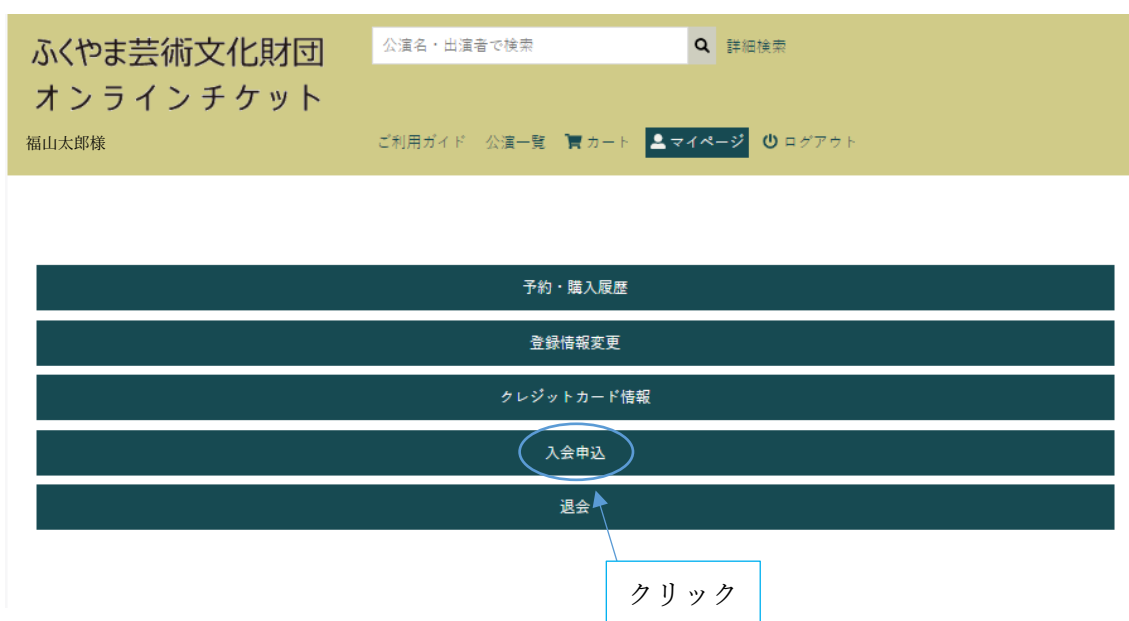 ふくやま芸術文化財団
オンラインチケット
公演名・出演者で検索
詳細検索
福山太郎様
ご利用ガイド 公演一覧 カート マイページ ログアウト
予約・購入履歴
登録情報変更
クレジットカード情報
入会申込
退会
クリック